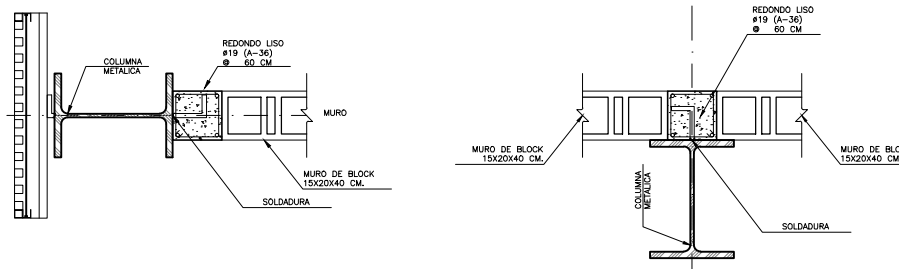 REDONDO LISO
ø19 (A-36)
@ 60 CM
COLUMNA
METALICA
MURO
MURO DE BLOCK
15X20X40 CM.
SOLDADURA
REDONDO LISO
ø19 (A-36)
@ 60 CM
MURO DE BLOCK
15X20X40 CM.
MURO DE BLO
15X20X40 CM
COLUMNA
METALICA
SOLDADURA